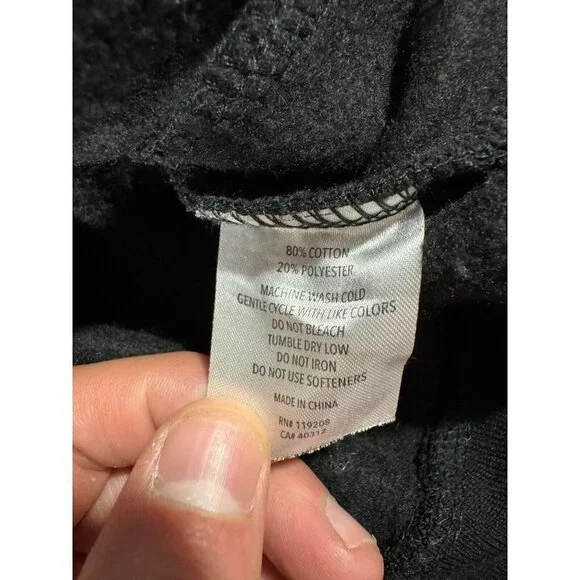 80% COTTON
20% POLYESTER
MACHINE WASH COLD
GENTLE CYCLE WITH LIKE COLORS
DO NOT BLEACH
TUMBLE DRY LOW
DO NOT IRON
DO NOT USE SOFTENERS
MADE IN CHINA
RN# 119208
CA# 40312